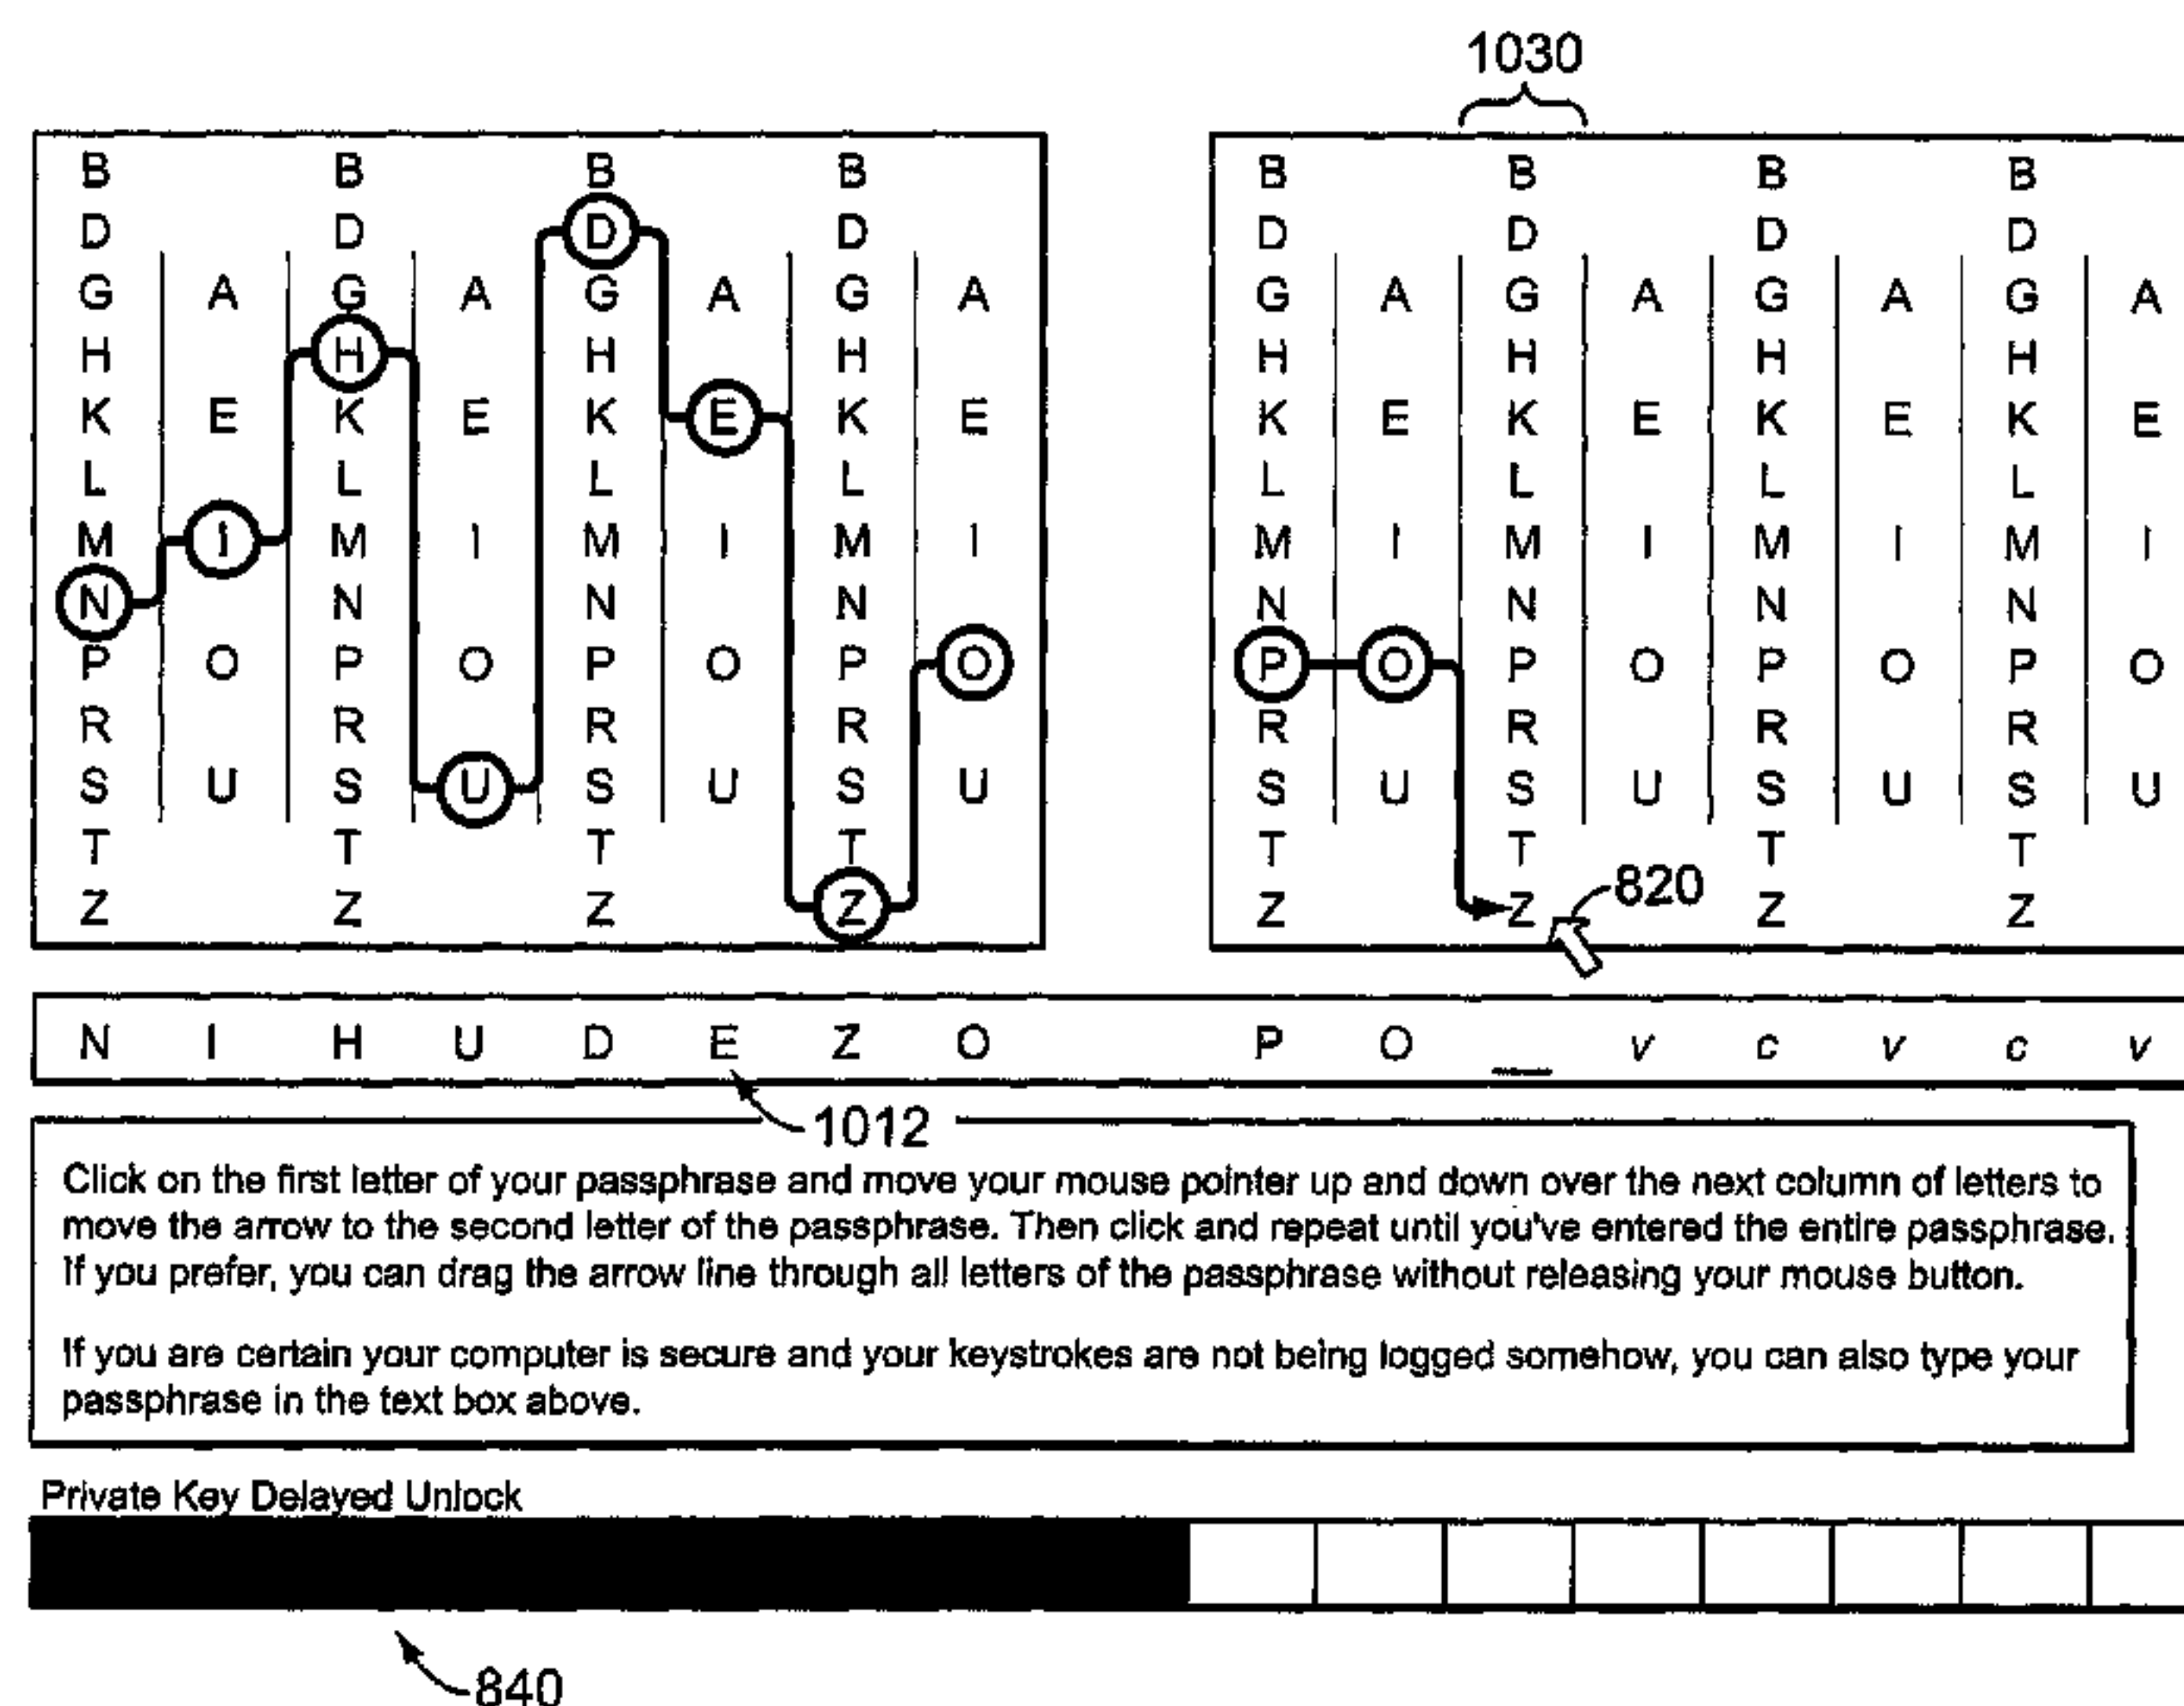 1030
B B B B B B B B
D D D D D D D D
G A G A G A G A G A G A G A G A
H H H H H H H H
K E K E K E K E K E K E K E K E
L L L L L L L L
M I M I M I M I M I M I M I M I
N N N N N N N N
P O P O P O P O P O P O P O P O
R R R R R R R R
S U S U S U S U S U S U S U S U
T T T T T T T T
820
Z Z Z Z Z Z Z Z
N I H U D E Z O P O _ v c v c v
1012
Click on the first letter of your passphrase and move your mouse pointer up and down over the next column of letters to
move the arrow to the second letter of the passphrase. Then click and repeat until you've entered the entire passphrase.
If you prefer, you can drag the arrow line through all letters of the passphrase without releasing your mouse button.
If you are certain your computer is secure and your keystrokes are not being logged somehow, you can also type your
passphrase in the text box above.
Private Key Delayed Unlock
840